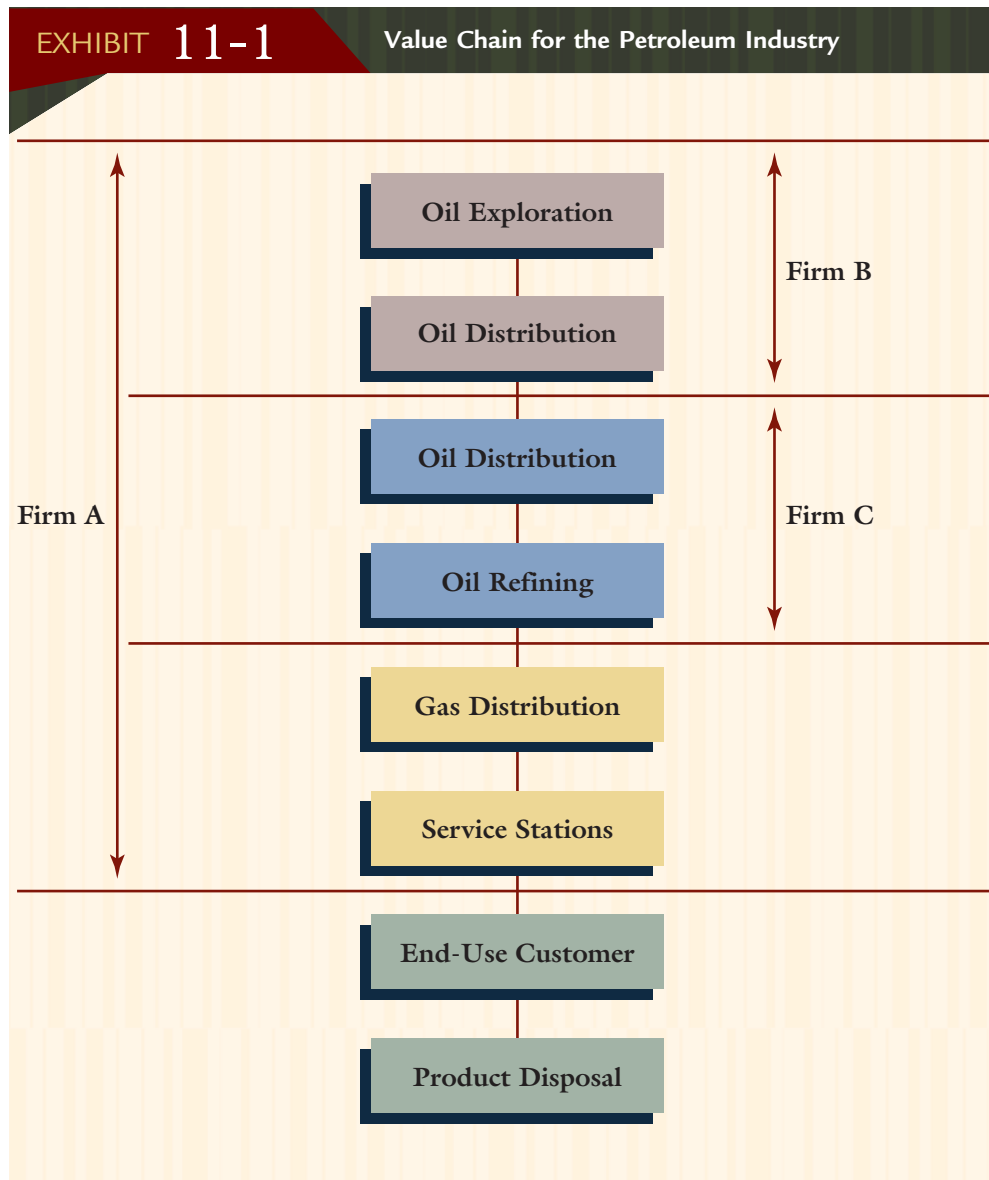 EXHIBIT 11-1 Value Chain for the Petroleum Industry
Oil Exploration
Firm B
Oil Distribution
Oil Distribution
Firm A
Firm C
Oil Refining
Gas Distribution
Service Stations
End-Use Customer
Product Disposal